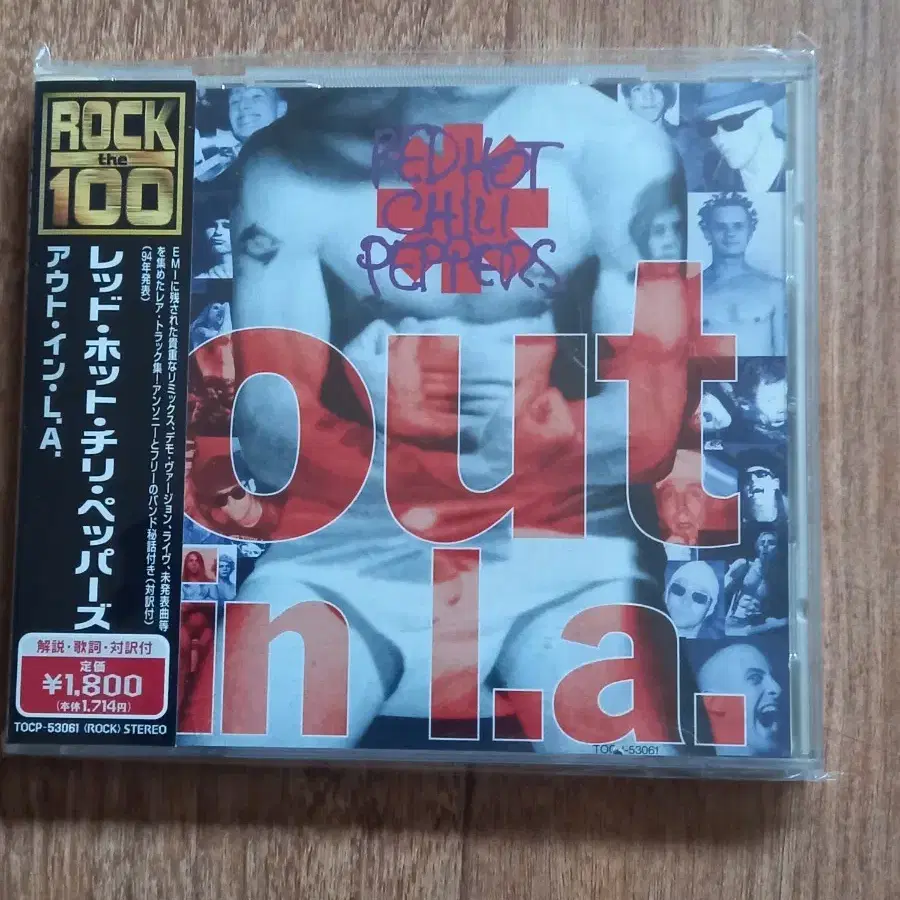 ROCK
the
100
レッド・ホット・チリ・ペッパーズ
アウト・イン・L.A.
EMIに残された貴重なリミックス、デモ・ヴァージョン、ライヴ、未発表曲等
を集めたレア・トラック集!アンソニーとフリーのバンド秘話付き(対訳付)
(94年発表)
解説・歌詞・対訳付
定価
¥1,800
(本体1,714円)
TOCP-53061 〈ROCK〉 STEREO
RED HOT
CHILI
PEPPERS
out
in l.a.
TOCP-53061